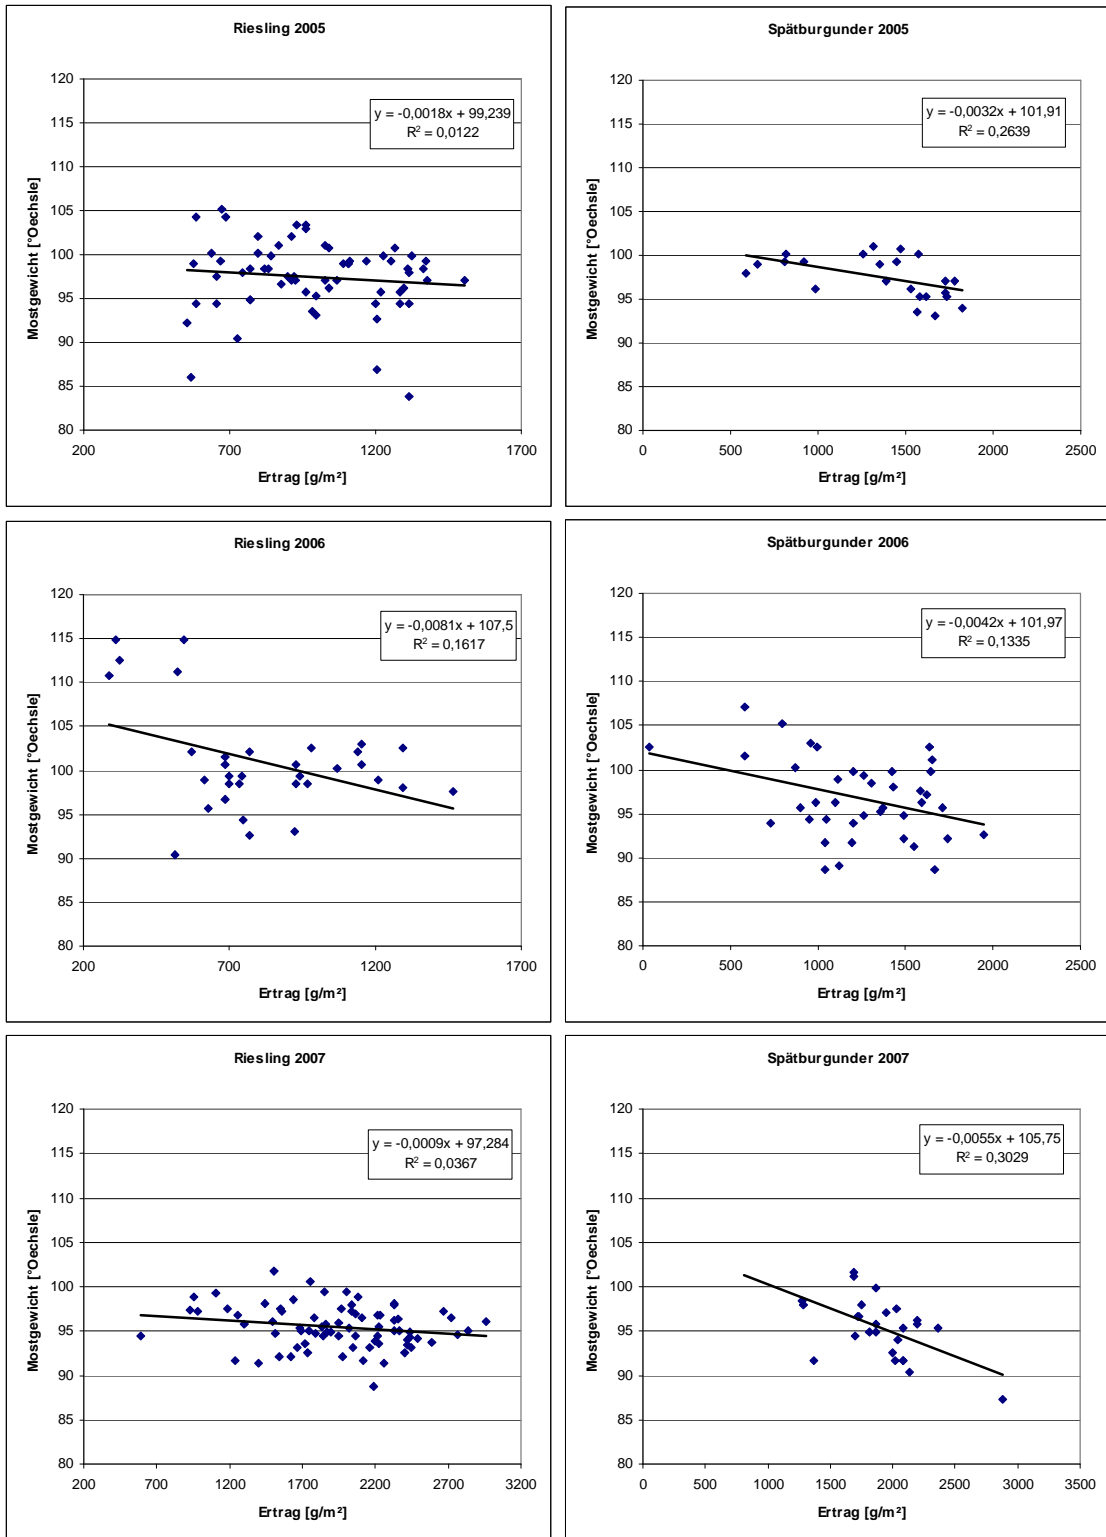 Riesling 2005
y = -0,0018x + 99,239
R² = 0,0122
120
115
110
105
100
95
90
85
80
200 700 1200 1700
Ertrag [g/m²]
Mostgewicht [°Oechsle]
Spätburgunder 2005
y = -0,0032x + 101,91
R² = 0,2639
120
115
110
105
100
95
90
85
80
0 500 1000 1500 2000 2500
Ertrag [g/m²]
Mostgewicht [°Oechsle]
Riesling 2006
y = -0,0081x + 107,5
R² = 0,1617
120
115
110
105
100
95
90
85
80
200 700 1200 1700
Ertrag [g/m²]
Mostgewicht [°Oechsle]
Spätburgunder 2006
y = -0,0042x + 101,97
R² = 0,1335
120
115
110
105
100
95
90
85
80
0 500 1000 1500 2000 2500
Ertrag [g/m²]
Mostgewicht [°Oechsle]
Riesling 2007
y = -0,0009x + 97,284
R² = 0,0367
120
115
110
105
100
95
90
85
80
200 700 1200 1700 2200 2700 3200
Ertrag [g/m²]
Mostgewicht [°Oechsle]
Spätburgunder 2007
y = -0,0055x + 105,75
R² = 0,3029
120
115
110
105
100
95
90
85
80
0 500 1000 1500 2000 2500 3000 3500
Ertrag [g/m²]
Mostgewicht [°Oechsle]